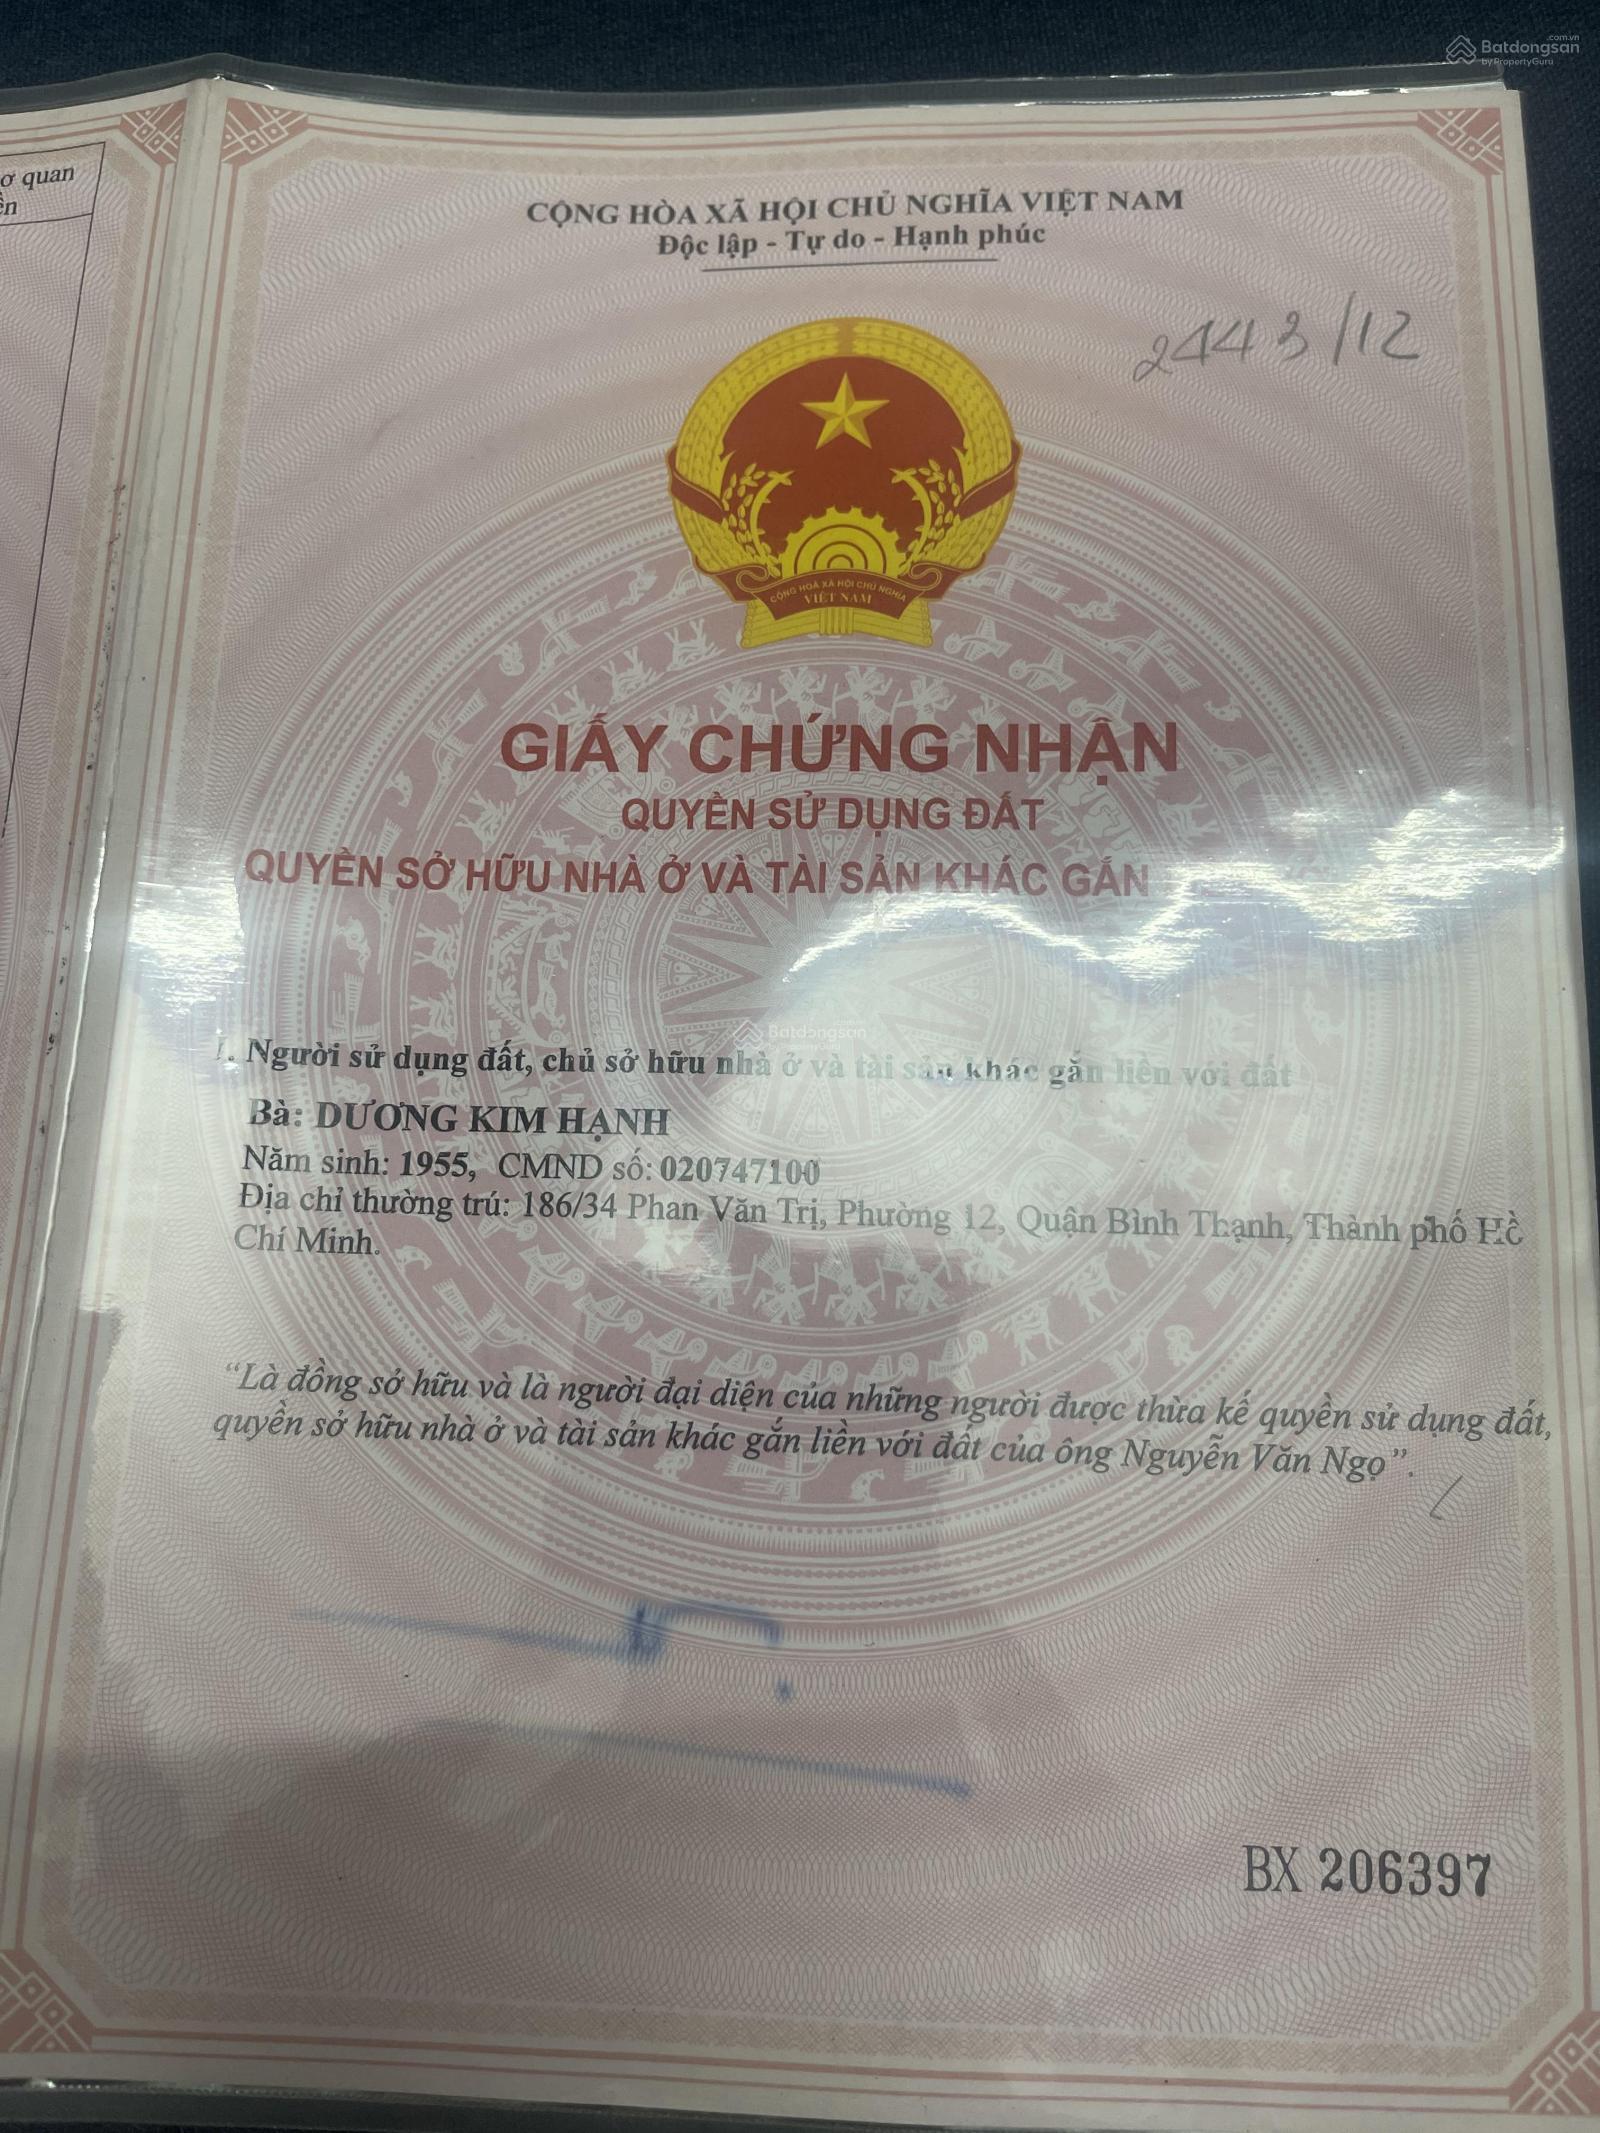 Batdongsan
.com.vn
by PropertyGuru
ơ quan
ền
CỘNG HÒA XÃ HỘI CHỦ NGHĨA VIỆT NAM
Độc lập - Tự do - Hạnh phúc
2443/12
CỘNG HOÀ XÃ HỘI CHỦ NGHĨA
VIỆT NAM
GIẤY CHỨNG NHẬN
QUYỀN SỬ DỤNG ĐẤT
QUYỀN SỞ HỮU NHÀ Ở VÀ TÀI SẢN KHÁC GẮN
Batdongsan
I. Người sử dụng đất, chủ sở hữu nhà ở và tài sản khác gắn liền với đất
Bà: DƯƠNG KIM HẠNH
Năm sinh: 1955, CMND số: 020747100
Địa chỉ thường trú: 186/34 Phan Văn Trị, Phường 12, Quận Bình Thạnh, Thành phố Hồ
Chí Minh.
“Là đồng sở hữu và là người đại diện của những người được thừa kế quyền sử dụng đất,
quyền sở hữu nhà ở và tài sản khác gắn liền với đất của ông Nguyễn Văn Ngọ”.
BX 206397